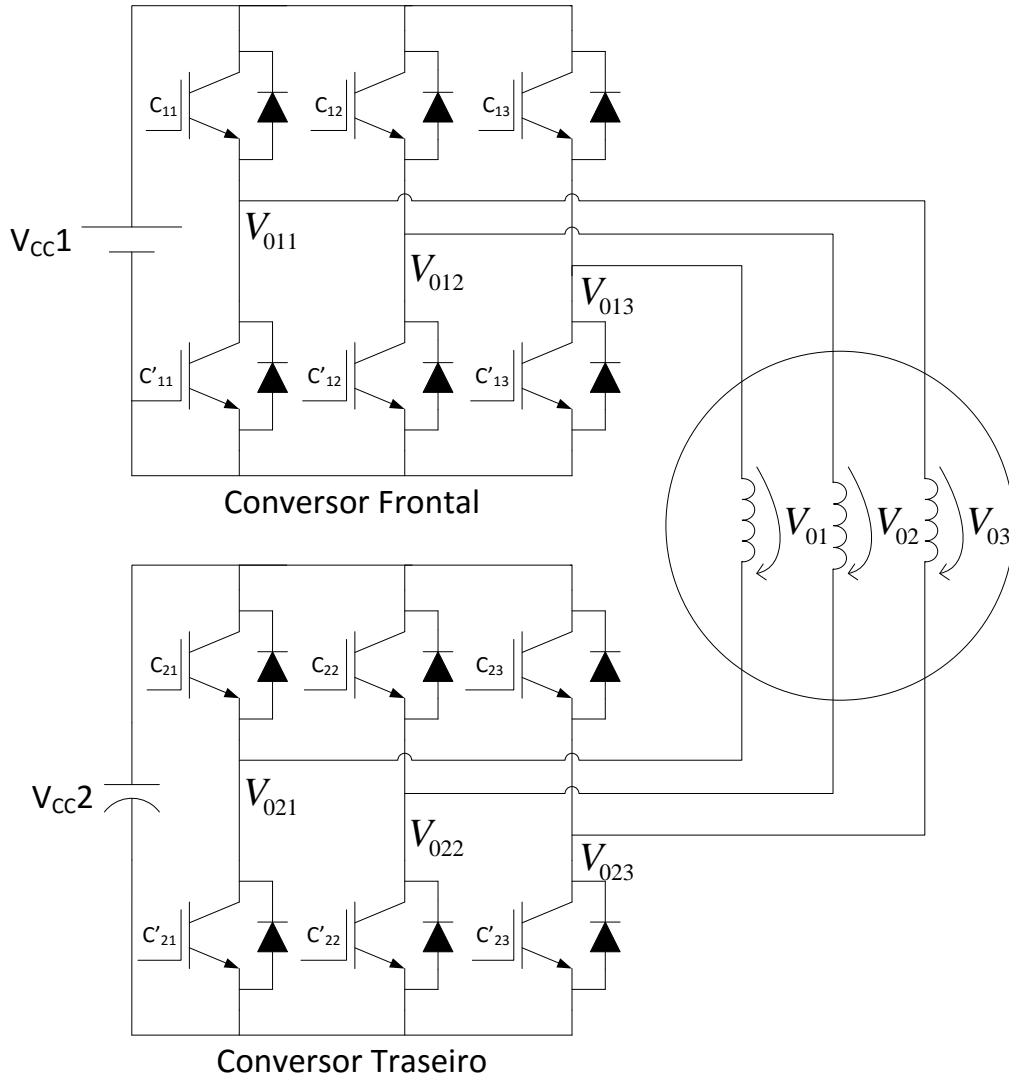 C11 C12 C13
VCC1
V011
V012
V013
C'11 C'12 C'13
Conversor Frontal
V01 V02 V03
C21 C22 C23
VCC2
V021
V022
V023
C'21 C'22 C'23
Conversor Traseiro